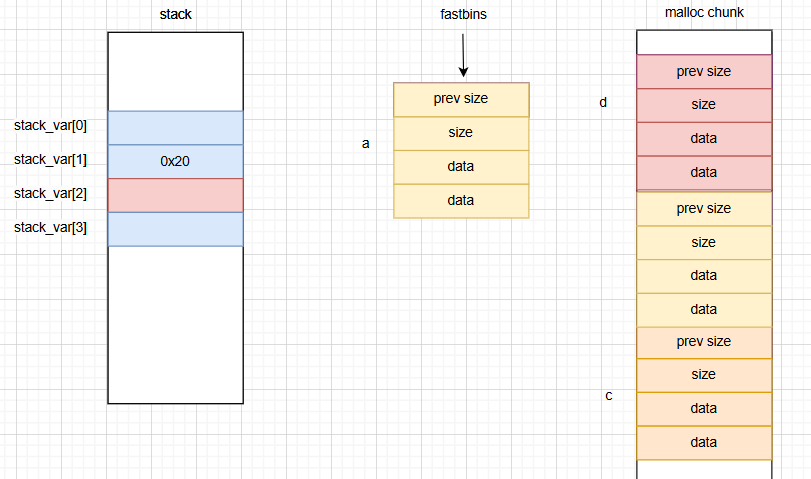 stack
stack_var[0]
stack_var[1]
0x20
stack_var[2]
stack_var[3]
fastbins
a
prev size
size
data
data
malloc chunk
d
prev size
size
data
data
prev size
size
data
data
c
prev size
size
data
data